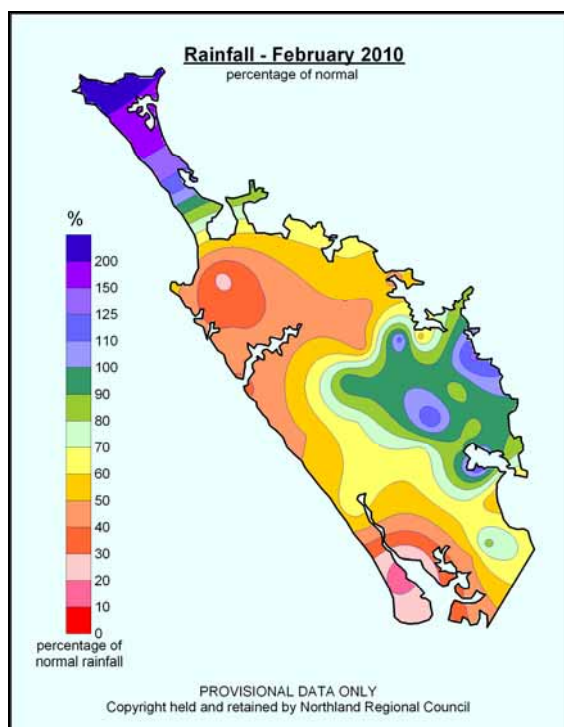 Rainfall - February 2010
percentage of normal
%
200
150
125
110
100
90
80
70
60
50
40
30
20
10
0
percentage of
normal rainfall
PROVISIONAL DATA ONLY
Copyright held and retained by Northland Regional Council